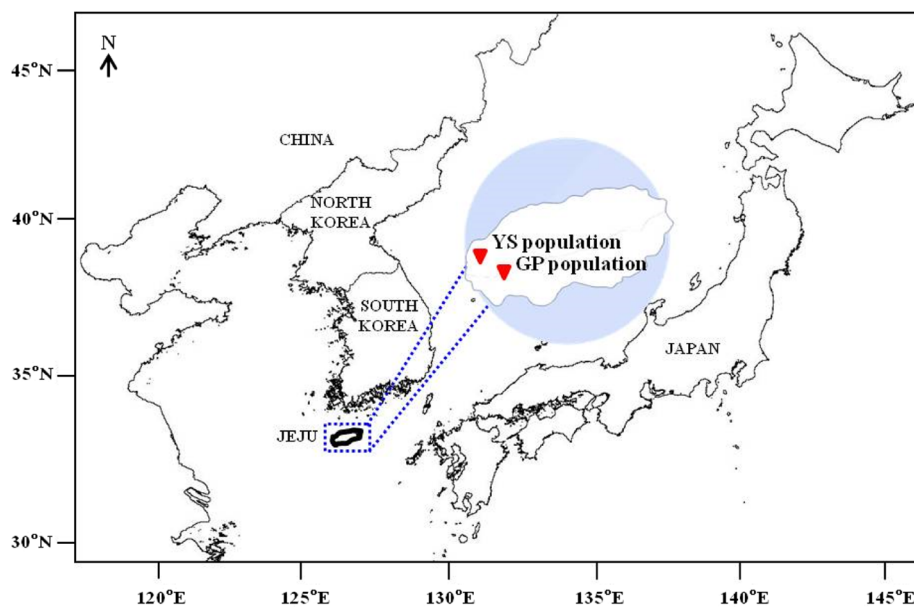 N
45°N
CHINA
NORTH
KOREA
40°N
YS population
GP population
SOUTH
KOREA
JAPAN
35°N
JEJU
30°N
120°E
125°E
130°E
135°E
140°E
145°E